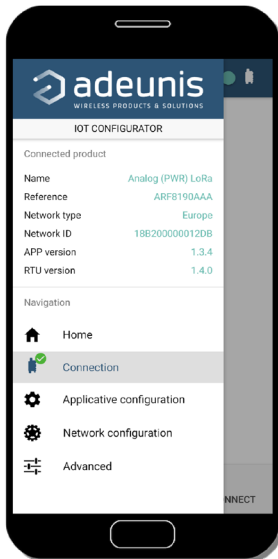 adeunis
WIRELESS PRODUCTS & SOLUTIONS
IOT CONFIGURATOR
Connected product
Name Analog (PWR) LoRa
Reference ARF8190AAA
Network type Europe
Network ID 18B200000012DB
APP version 1.3.4
RTU version 1.4.0
Navigation
Home
Connection
Applicative configuration
Network configuration
Advanced
NNECT